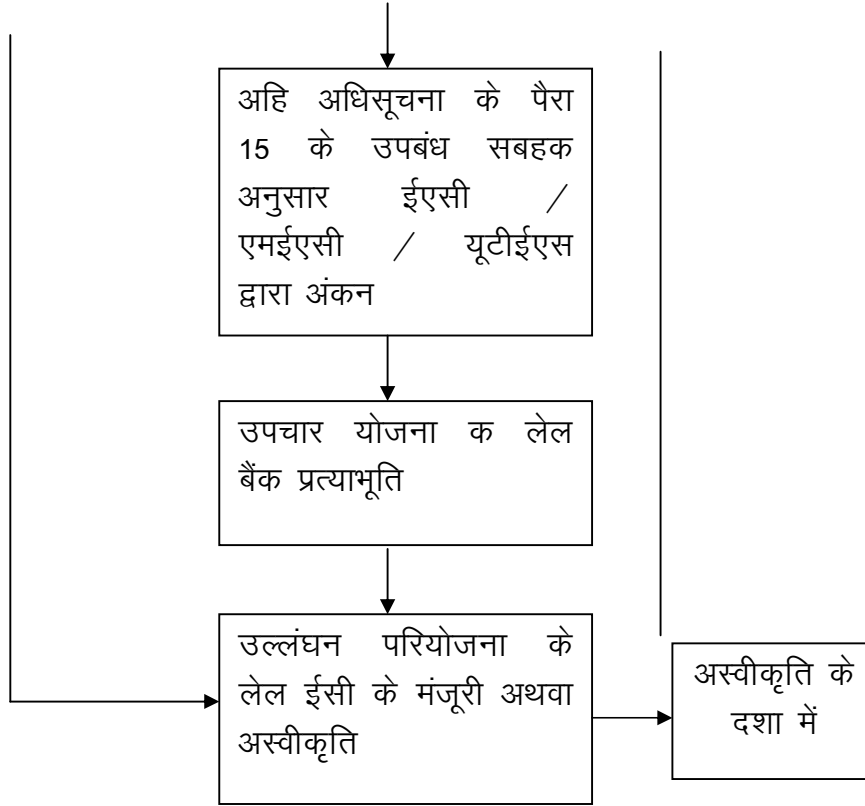 अहि अधिसूचना के पैरा
15 के उपबंध सबहक
अनुसार ईएसी /
एमईएसी / यूटीईएस
द्वारा अंकन
उपचार योजना क लेल
बैंक प्रत्याभूति
उल्लंघन परियोजना के
लेल ईसी के मंजूरी अथवा
अस्वीकृति
अस्वीकृति के
दशा में